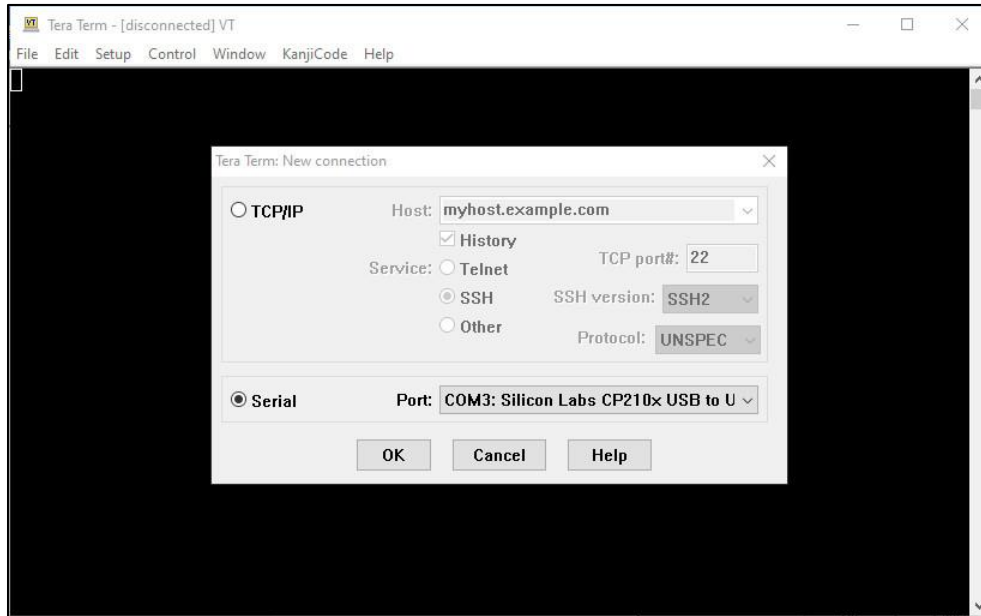 VT Tera Term - [disconnected] VT
File Edit Setup Control Window KanjiCode Help
Tera Term: New connection
TCP/IP Host: myhost.example.com
History
Service: Telnet TCP port#: 22
SSH SSH version: SSH2
Other Protocol: UNSPEC
Serial Port: COM3: Silicon Labs CP210x USB to U
OK Cancel Help